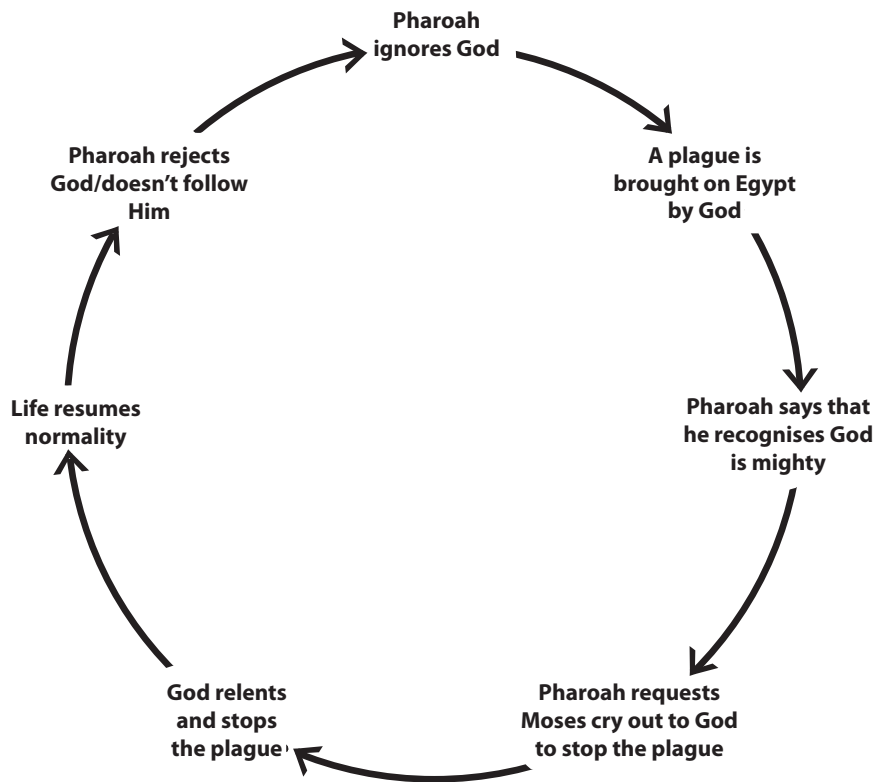 Pharoah
ignores God
A plague is
brought on Egypt
by God
Pharoah says that
he recognises God
is mighty
Pharoah requests
Moses cry out to God
to stop the plague
God relents
and stops
the plague
Life resumes
normality
Pharoah rejects
God/doesn't follow
Him